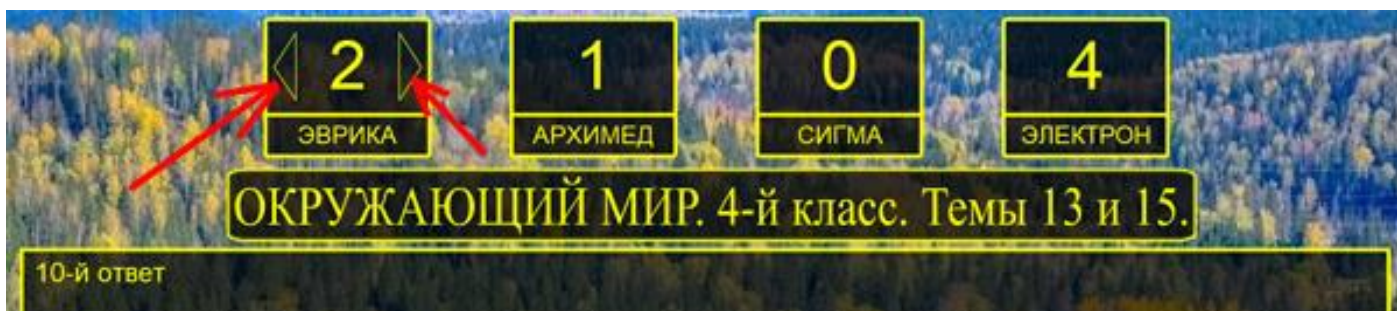 2 1 0 4
ЭВРИКА АРХИМЕД СИГМА ЭЛЕКТРОН
ОКРУЖАЮЩИЙ МИР. 4-й класс. Темы 13 и 15.
10-й ответ